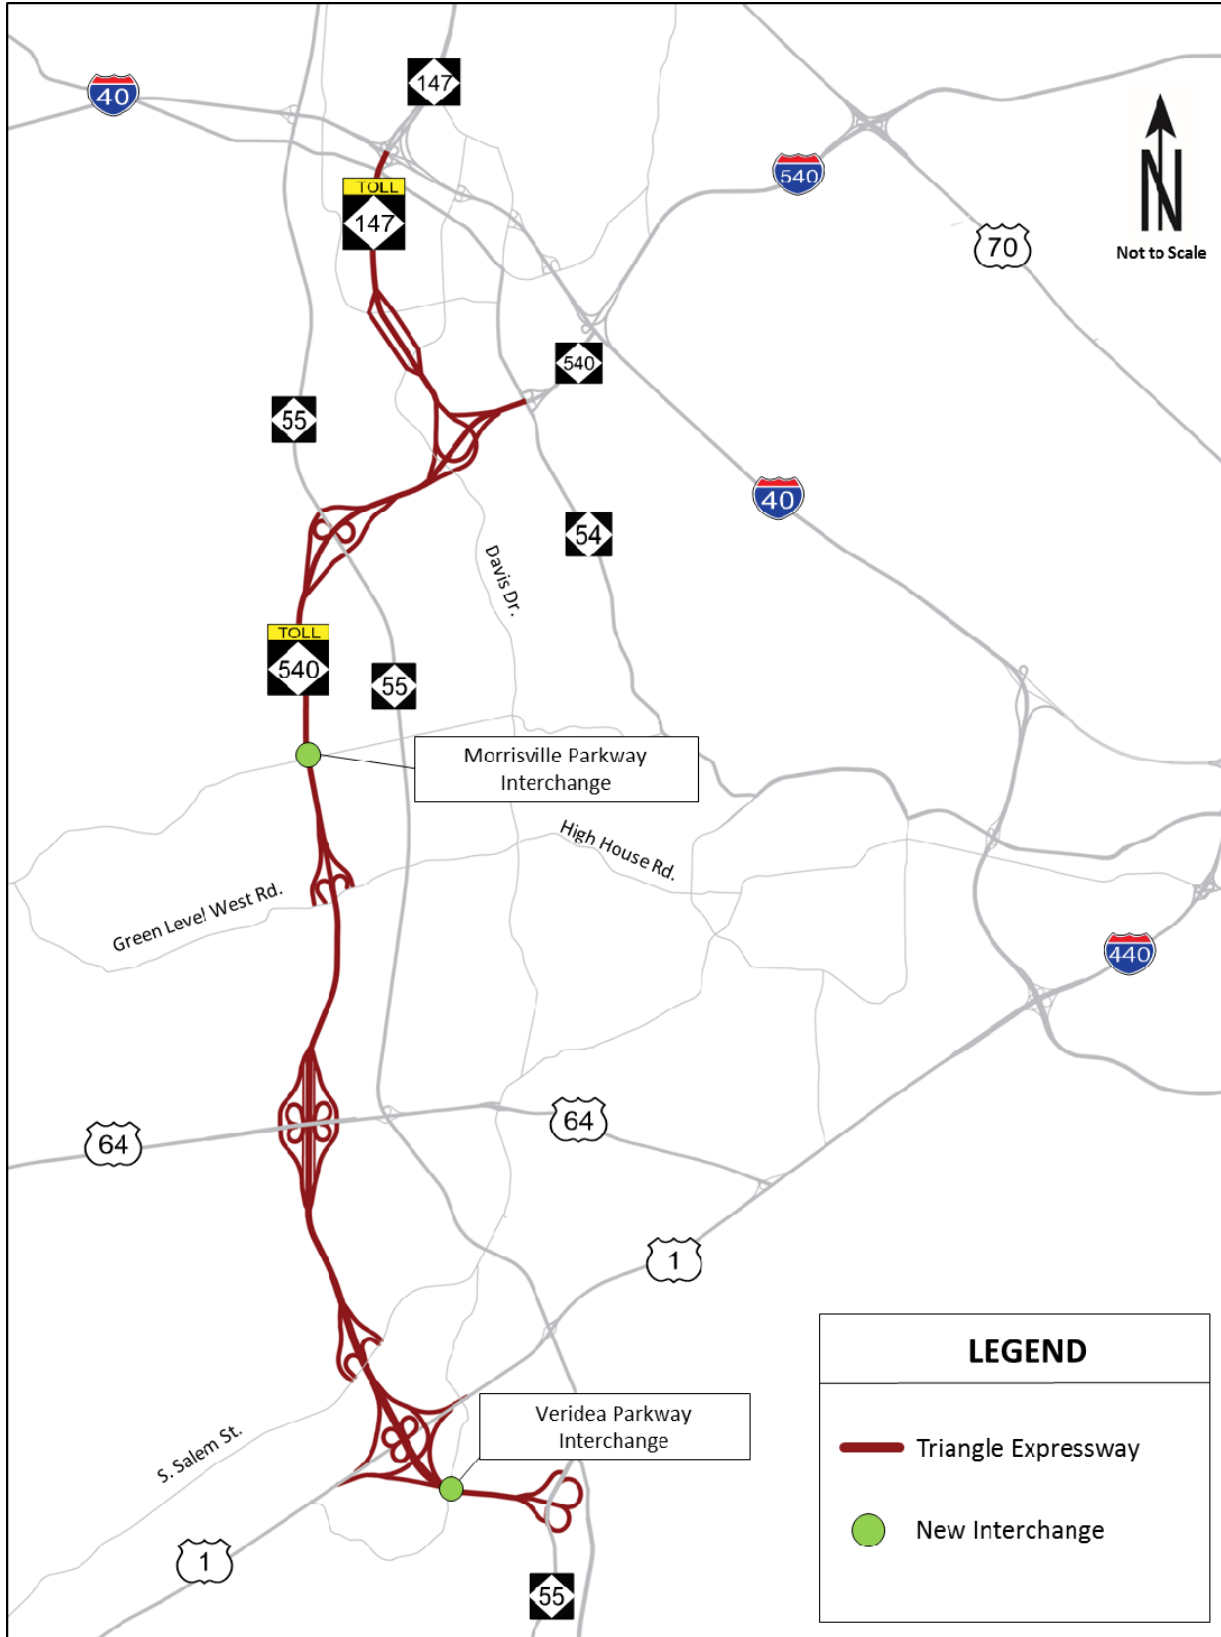 147
40
540
TOLL
147
N
70
Not to Scale
540
55
40
54
Davis Dr.
TOLL
540
55
Morrisville Parkway
Interchange
High House Rd.
Green Level West Rd.
440
64
64
1
LEGEND
Veridea Parkway
Interchange
S. Salem St.
Triangle Expressway
New Interchange
1
55